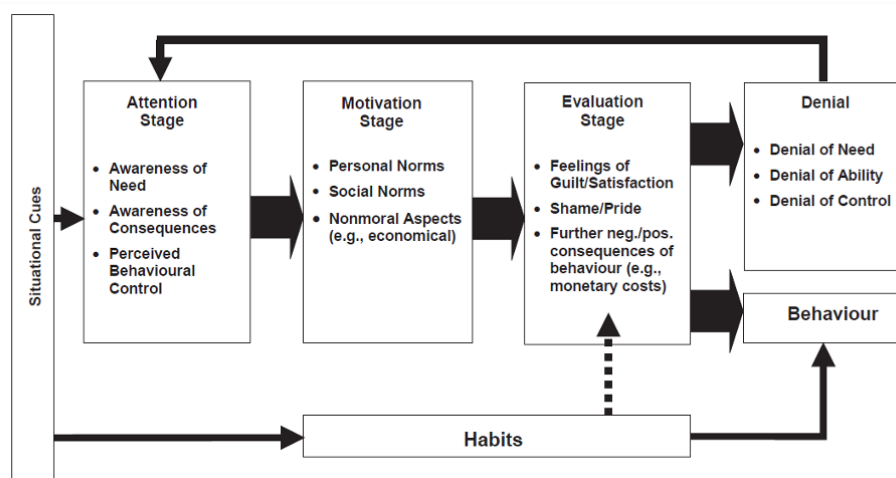 Situational Cues
Attention
Stage
• Awareness of
Need
• Awareness of
Consequences
• Perceived
Behavioural
Control
Motivation
Stage
• Personal Norms
• Social Norms
• Nonmoral Aspects
(e.g., economical)
Evaluation
Stage
• Feelings of
Guilt/Satisfaction
• Shame/Pride
• Further neg./pos.
consequences of
behaviour (e.g.,
monetary costs)
Denial
• Denial of Need
• Denial of Ability
• Denial of Control
Behaviour
Habits